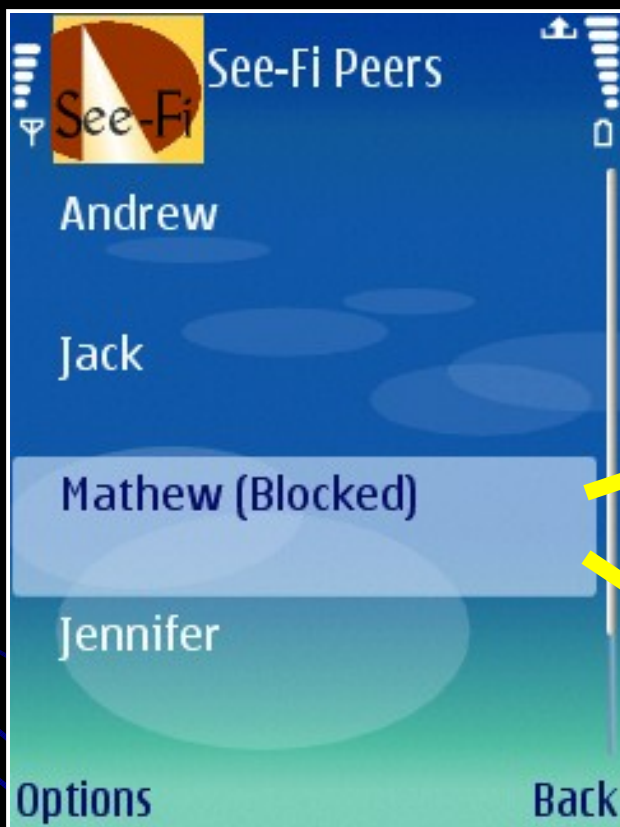 See-Fi
See-Fi Peers
Andrew
Jack
Mathew (Blocked)
Jennifer
Options
Back